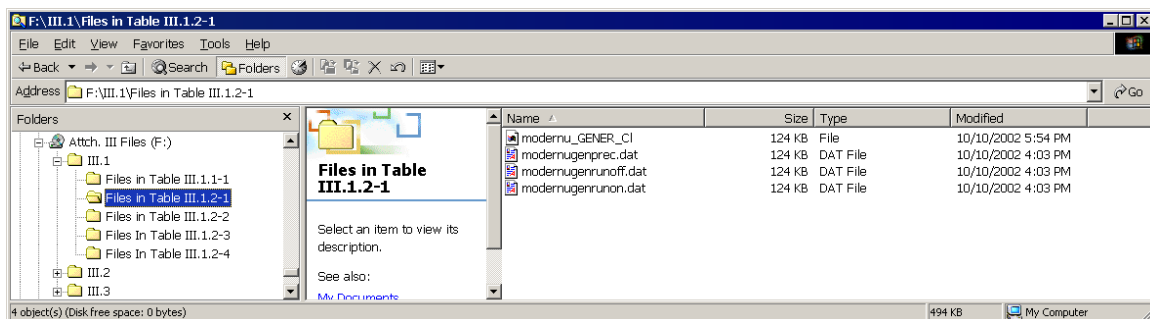 F:\III.1\Files in Table III.1.2-1
File Edit View Favorites Tools Help
Back Search Folders
Address F:\III.1\Files in Table III.1.2-1 Go
Folders
Attch. III Files (F:)
III.1
Files in Table III.1.1-1
Files in Table III.1.2-1
Files in Table III.1.2-2
Files In Table III.1.2-3
Files In Table III.1.2-4
III.2
III.3
Files in Table
III.1.2-1
Select an item to view its
description.
See also:
My Documents
Name Size Type Modified
modernu_GENER_Cl 124 KB File 10/10/2002 5:54 PM
modernugenprec.dat 124 KB DAT File 10/10/2002 4:03 PM
modernugenrunoff.dat 124 KB DAT File 10/10/2002 4:03 PM
modernugenrunon.dat 124 KB DAT File 10/10/2002 4:03 PM
4 object(s) (Disk free space: 0 bytes) 494 KB My Computer